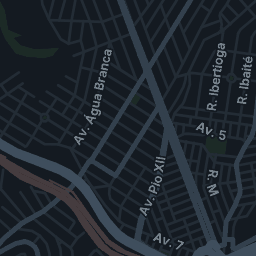 R. Ibertioga
R. Ibaité
Av. Água Branca
Av. 5
Av. Pio XII
R. M
Av. 7